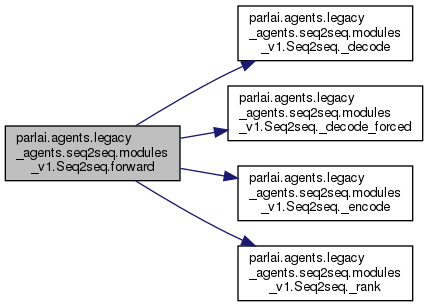 parlai.agents.legacy
_agents.seq2seq.modules
_v1.Seq2seq.forward
parlai.agents.legacy
_agents.seq2seq.modules
_v1.Seq2seq._decode
parlai.agents.legacy
_agents.seq2seq.modules
_v1.Seq2seq._decode_forced
parlai.agents.legacy
_agents.seq2seq.modules
_v1.Seq2seq._encode
parlai.agents.legacy
_agents.seq2seq.modules
_v1.Seq2seq._rank